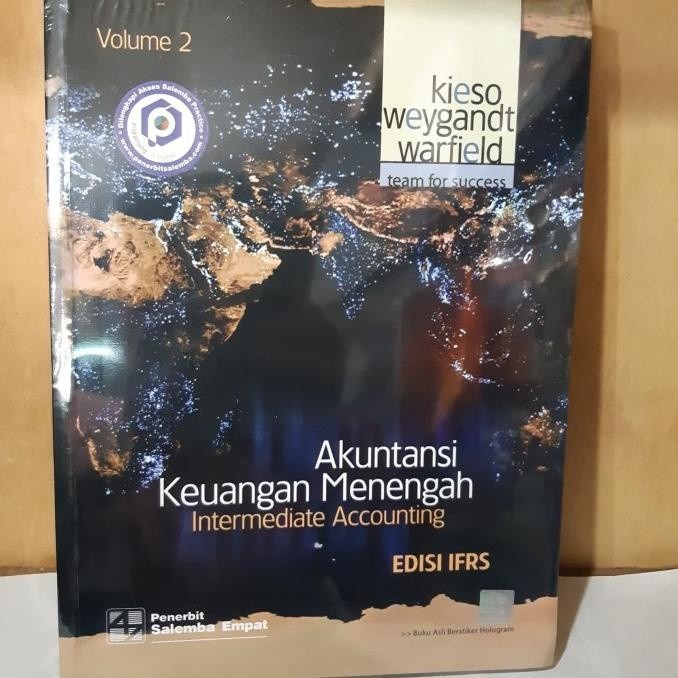 Volume 2
kieso
weygandt
warfield
team for success
Dilengkapi Akses Salemba Practice
www.penerbitsalemba.com
Akuntansi
Keuangan Menengah
Intermediate Accounting
EDISI IFRS
Penerbit
Salemba Empat
>> Buku Asli Berstiker Hologram